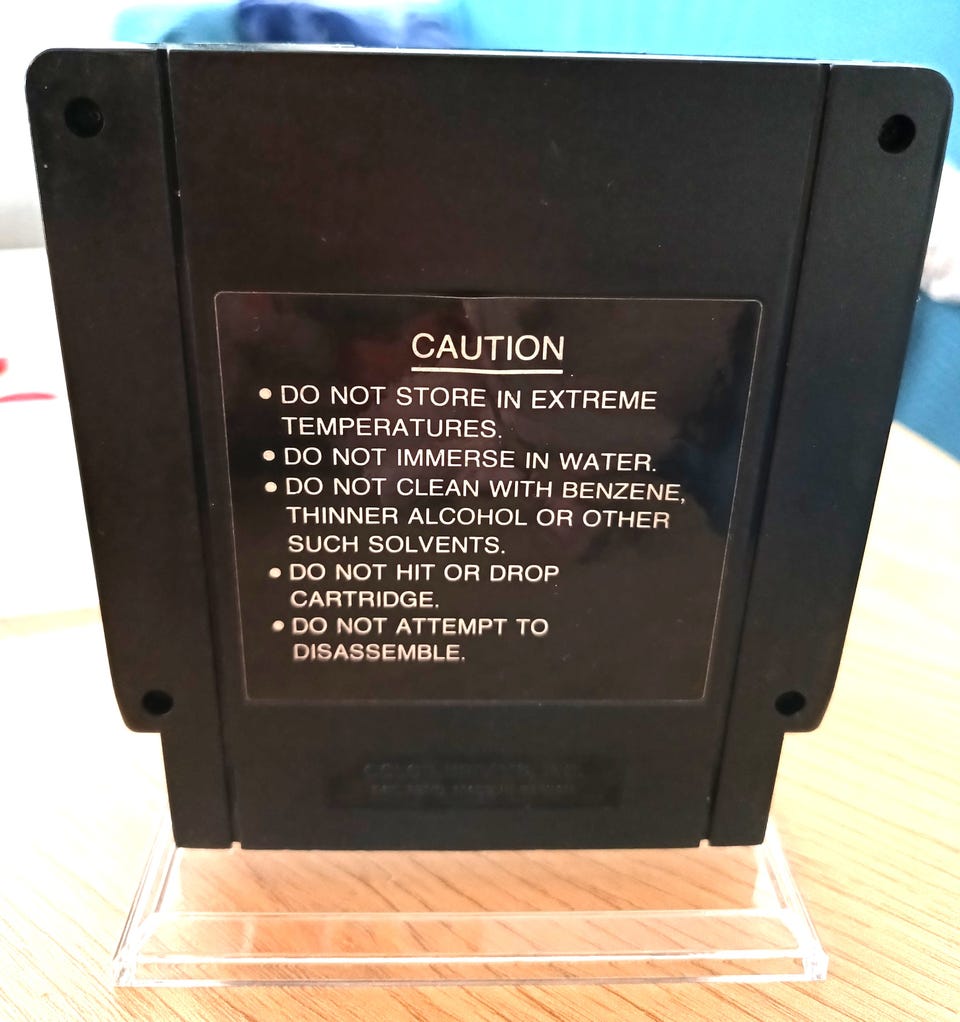 CAUTION
• DO NOT STORE IN EXTREME
TEMPERATURES.
• DO NOT IMMERSE IN WATER.
• DO NOT CLEAN WITH BENZENE,
THINNER ALCOHOL OR OTHER
SUCH SOLVENTS.
• DO NOT HIT OR DROP
CARTRIDGE.
• DO NOT ATTEMPT TO
DISASSEMBLE.